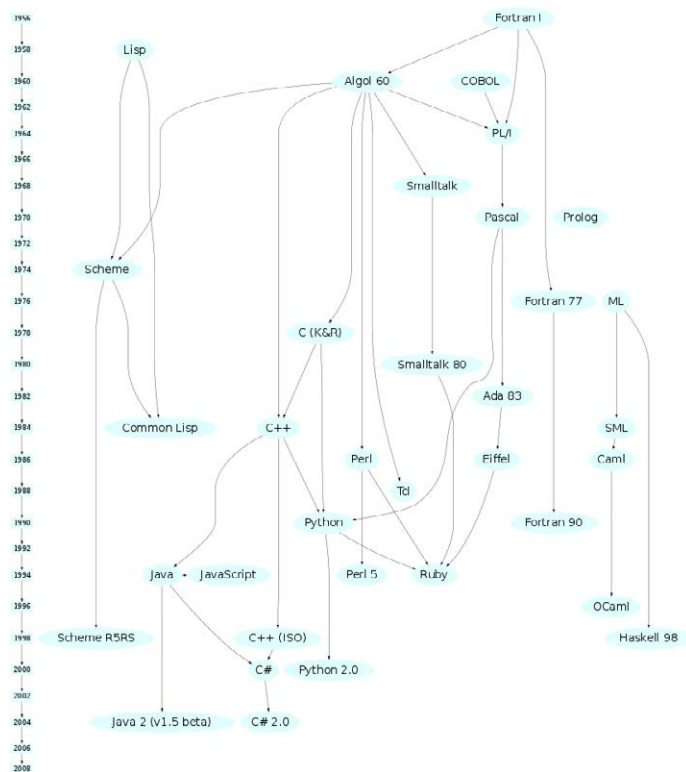 1956 Fortran I
1958 Lisp
1960 Algol 60 COBOL
1962
1964 PL/I
1966
1968 Smalltalk
1970 Pascal Prolog
1972
1974 Scheme
1976 Fortran 77 ML
1978 C (K&R)
1980 Smalltalk 80
1982 Ada 83
1984 Common Lisp C++ SML
1986 Perl Eiffel Caml
1988 Tcl
1990 Python Fortran 90
1992
1994 Java JavaScript Perl 5 Ruby
1996 OCaml
1998 Scheme R5RS C++ (ISO) Haskell 98
2000 C# Python 2.0
2002
2004 Java 2 (v1.5 beta) C# 2.0
2006
2008